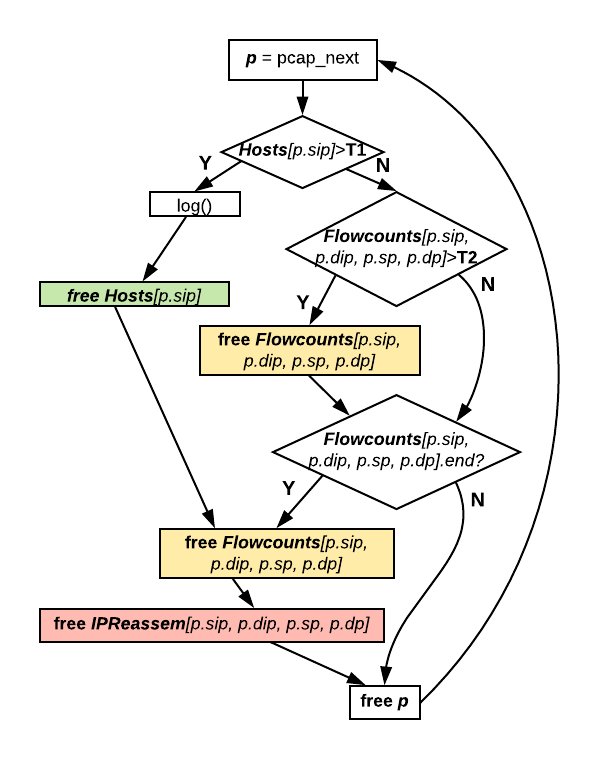 p = pcap_next
Hosts[p.sip]>T1
Y
N
log()
Flowcounts[p.sip,
p.dip, p.sp, p.dp]>T2
free Hosts[p.sip]
Y
N
free Flowcounts[p.sip,
p.dip, p.sp, p.dp]
Flowcounts[p.sip,
p.dip, p.sp, p.dp].end?
Y
N
free Flowcounts[p.sip,
p.dip, p.sp, p.dp]
free IPReassem[p.sip, p.dip, p.sp, p.dp]
free p